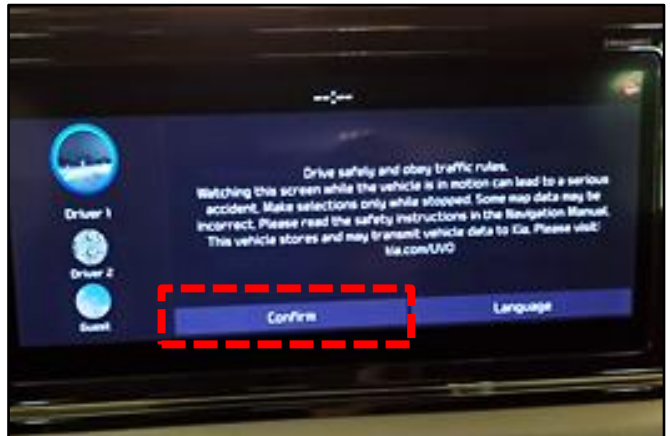 --:--
Drive safely and obey traffic rules.
Watching this screen while the vehicle is in motion can lead to a serious
accident. Make selections only while stopped. Some map data may be
incorrect. Please read the safety instructions in the Navigation Manual.
This vehicle stores and may transmit vehicle data to Kia. Please visit
kia.com/UVO
Driver 1
Driver 2
Guest
Confirm
Language